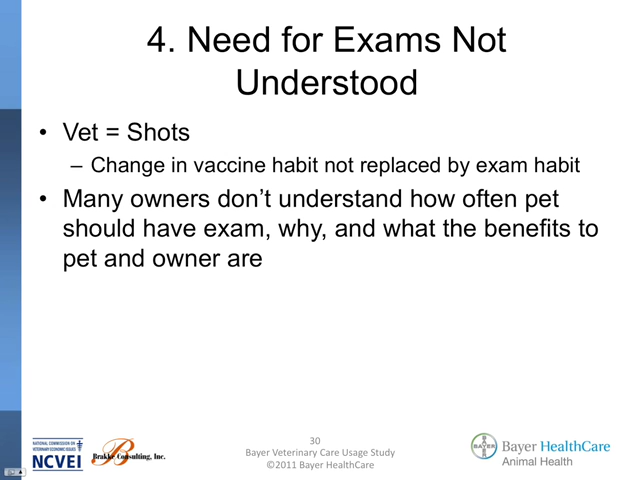 4. Need for Exams Not
Understood
• Vet = Shots
– Change in vaccine habit not replaced by exam habit
• Many owners don’t understand how often pet
should have exam, why, and what the benefits to
pet and owner are
NATIONAL COMMISSION ON
VETERINARY ECONOMIC ISSUES
NCVEI
Brakke Consulting, Inc.
30
Bayer Veterinary Care Usage Study
©2011 Bayer HealthCare
BAYER
Bayer HealthCare
Animal Health